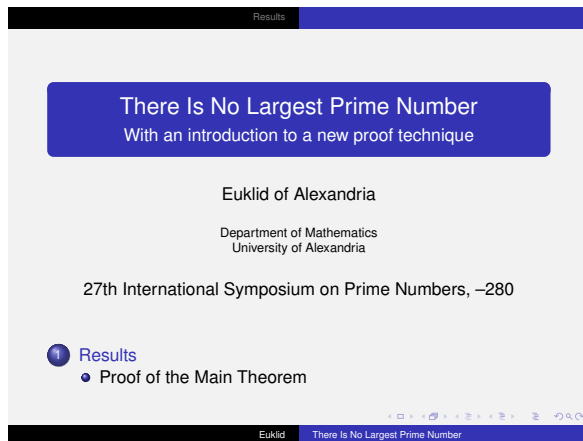 Results
There Is No Largest Prime Number
With an introduction to a new proof technique
Euklid of Alexandria
Department of Mathematics
University of Alexandria
27th International Symposium on Prime Numbers, –280
1 Results
Proof of the Main Theorem
Euklid There Is No Largest Prime Number